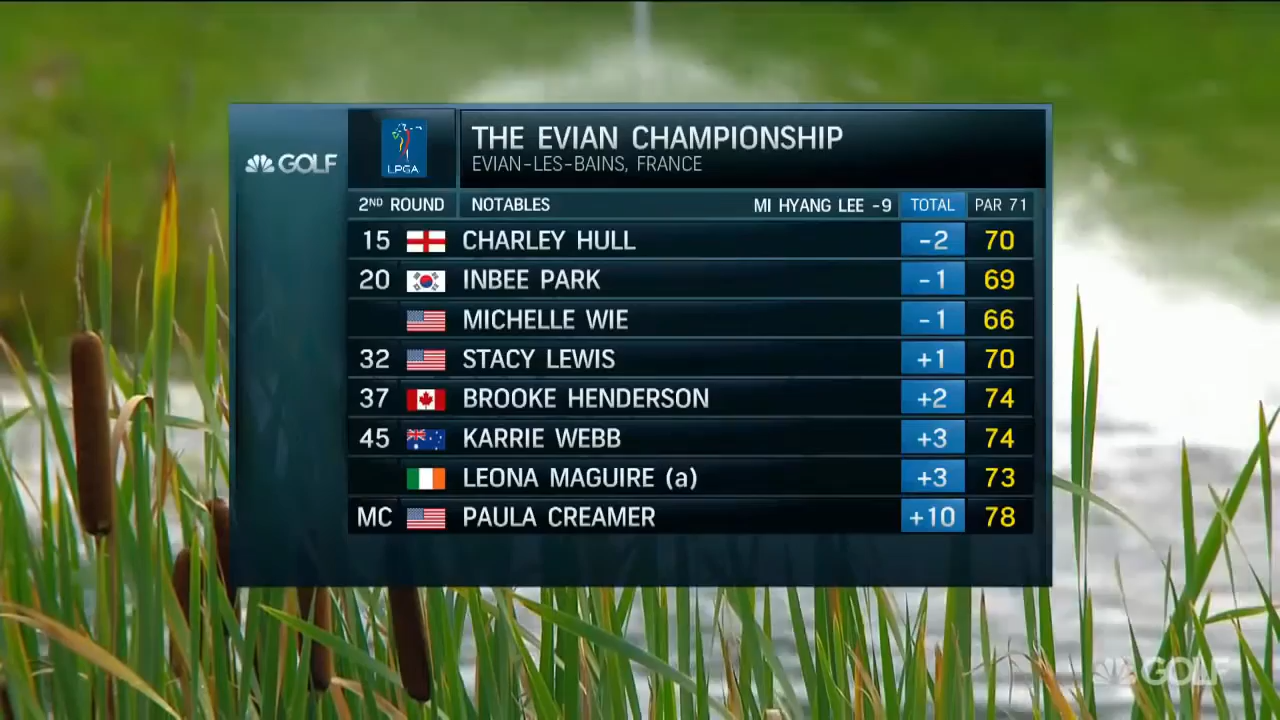 GOLF
LPGA
THE EVIAN CHAMPIONSHIP
EVIAN-LES-BAINS, FRANCE
2ND ROUND NOTABLES MI HYANG LEE -9 TOTAL PAR 71
15 CHARLEY HULL -2 70
20 INBEE PARK -1 69
MICHELLE WIE -1 66
32 STACY LEWIS +1 70
37 BROOKE HENDERSON +2 74
45 KARRIE WEBB +3 74
LEONA MAGUIRE (a) +3 73
MC PAULA CREAMER +10 78
GOLF